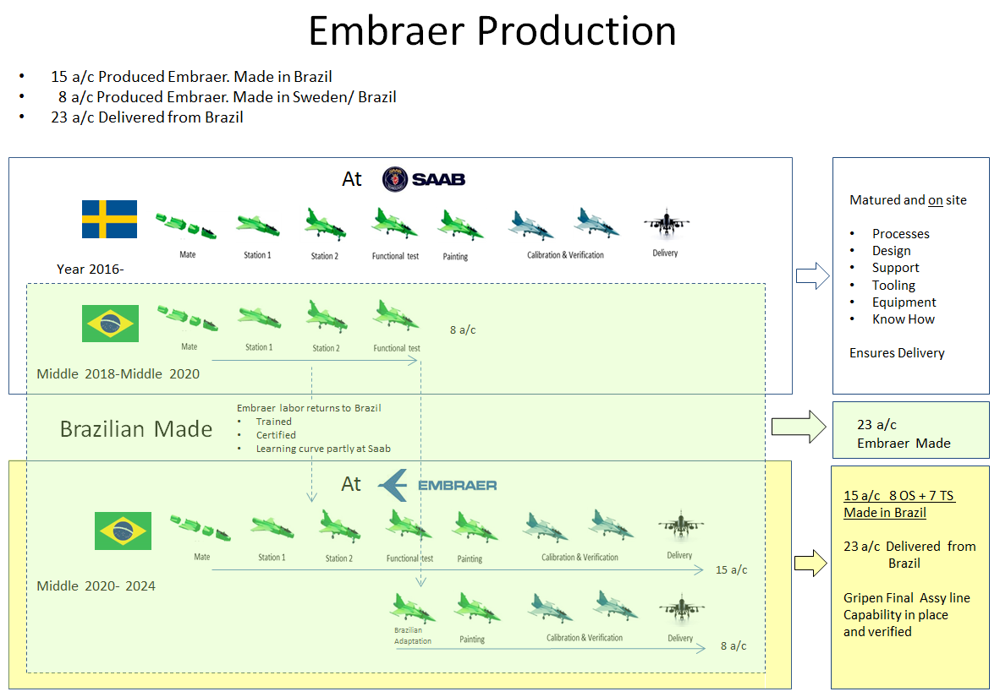 Embraer Production
• 15 a/c Produced Embraer. Made in Brazil
• 8 a/c Produced Embraer. Made in Sweden/ Brazil
• 23 a/c Delivered from Brazil
At SAAB
Mate
Station 1
Station 2
Functional test
Painting
Calibration & Verification
Delivery
Year 2016-
8 a/c
Mate
Station 1
Station 2
Functional test
Middle 2018-Middle 2020
Brazilian Made
Embraer labor returns to Brazil
• Trained
• Certified
• Learning curve partly at Saab
At EMBRAER
Mate
Station 1
Station 2
Functional test
Painting
Calibration & Verification
Delivery
15 a/c
Middle 2020- 2024
Brazilian
Adaptation
Painting
Calibration & Verification
Delivery
8 a/c
Matured and on site
• Processes
• Design
• Support
• Tooling
• Equipment
• Know How
Ensures Delivery
23 a/c
Embraer Made
15 a/c 8 OS + 7 TS
Made in Brazil
23 a/c Delivered from
Brazil
Gripen Final Assy line
Capability in place
and verified